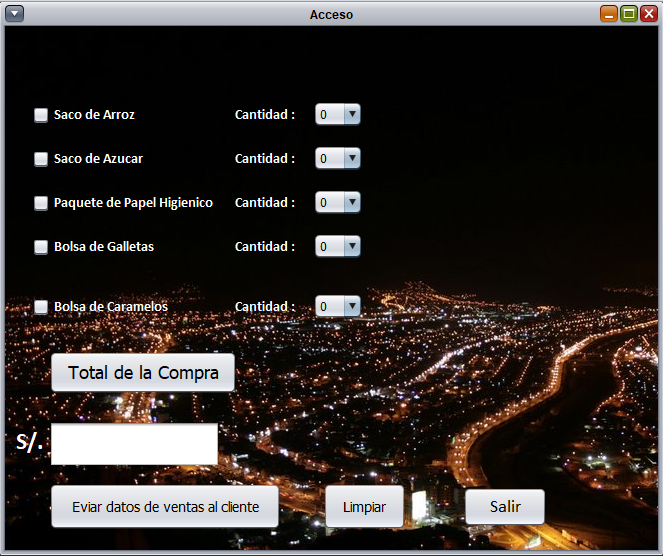 Acceso
Saco de Arroz Cantidad : 0
Saco de Azucar Cantidad : 0
Paquete de Papel Higienico Cantidad : 0
Bolsa de Galletas Cantidad : 0
Bolsa de Caramelos Cantidad : 0
Total de la Compra
S/.
Eviar datos de ventas al cliente Limpiar Salir